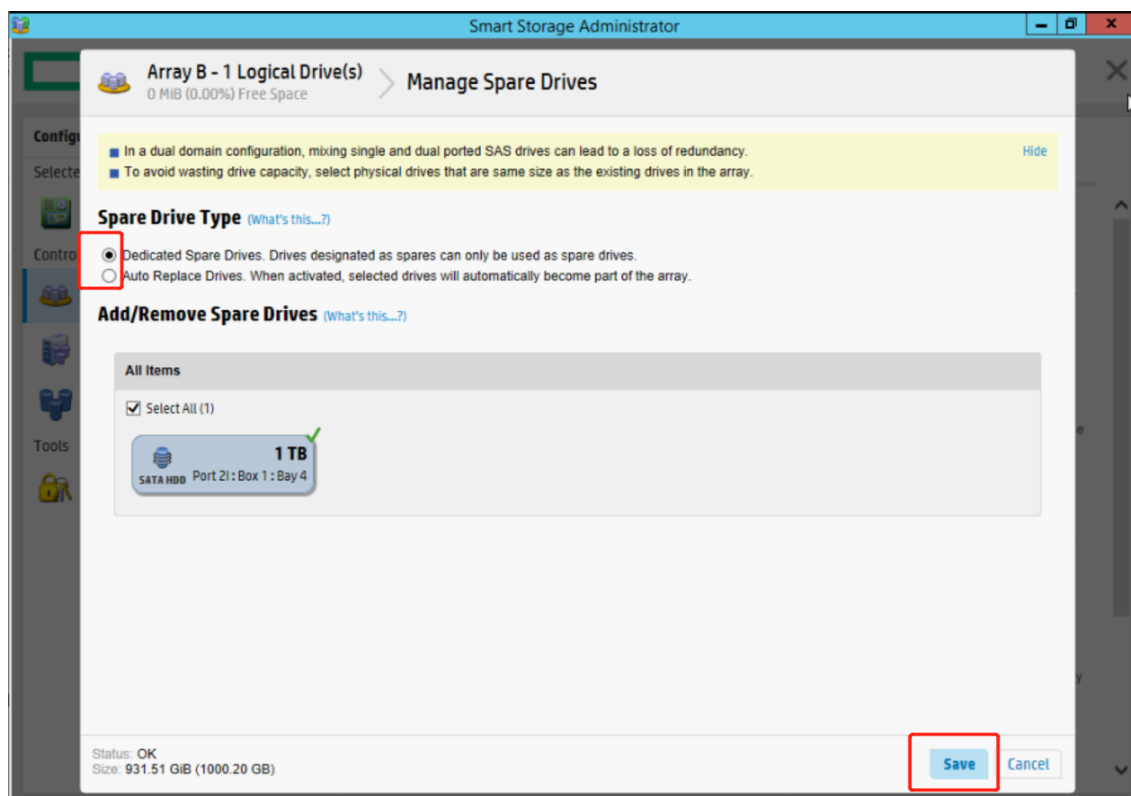 Smart Storage Administrator
Array B - 1 Logical Drive(s)
0 MiB (0.00%) Free Space
Manage Spare Drives
In a dual domain configuration, mixing single and dual ported SAS drives can lead to a loss of redundancy.
Hide
To avoid wasting drive capacity, select physical drives that are same size as the existing drives in the array.
Configu
Selecte
Spare Drive Type (What's this...?)
Contro
Dedicated Spare Drives. Drives designated as spares can only be used as spare drives.
Auto Replace Drives. When activated, selected drives will automatically become part of the array.
Add/Remove Spare Drives (What's this...?)
All Items
Select All (1)
e
Tools
1 TB
SATA HDD Port 2I : Box 1 : Bay 4
y
Status: OK
Size: 931.51 GiB (1000.20 GB)
Save
Cancel